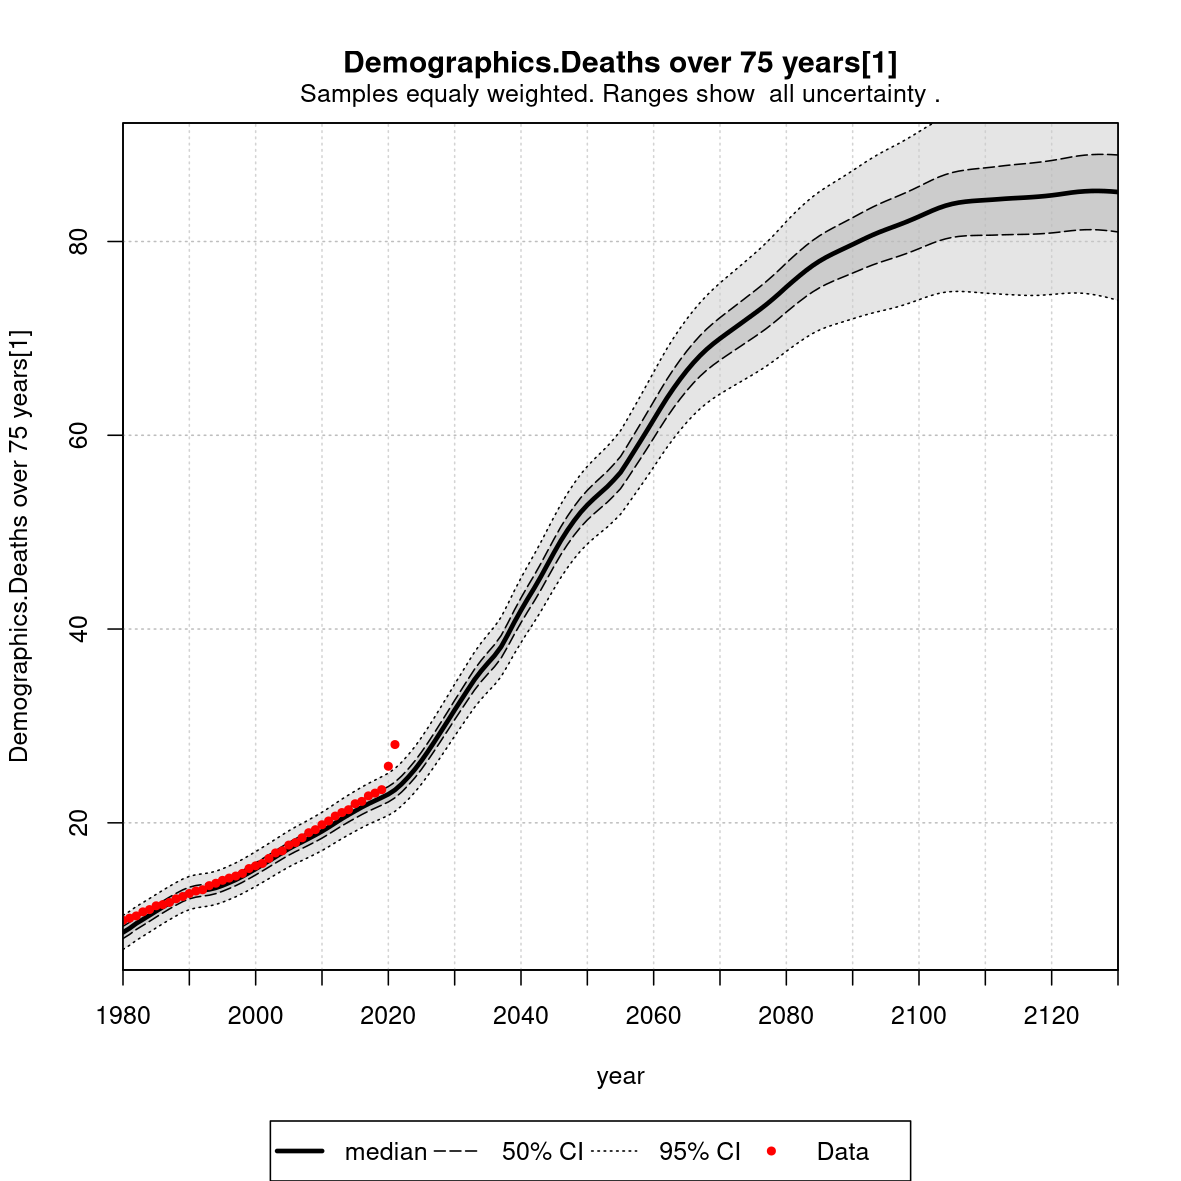 Demographics.Deaths over 75 years[1]
Samples equaly weighted. Ranges show  all uncertainty .
Demographics.Deaths over 75 years[1]
80
60
40
20
1980 2000 2020 2040 2060 2080 2100 2120
year
median 50% CI 95% CI Data